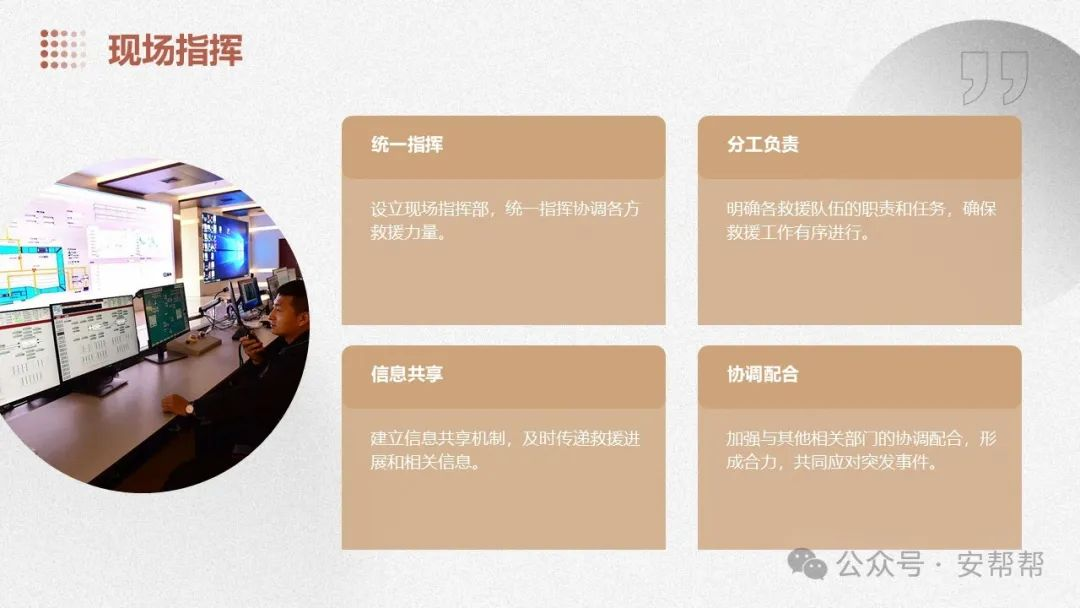 现场指挥
统一指挥
设立现场指挥部，统一指挥协调各方
救援力量。
分工负责
明确各救援队伍的职责和任务，确保
救援工作有序进行。
信息共享
建立信息共享机制，及时传递救援进
展和相关信息。
协调配合
加强与其他相关部门的协调配合，形
成合力，共同应对突发事件。
公众号·安帮帮